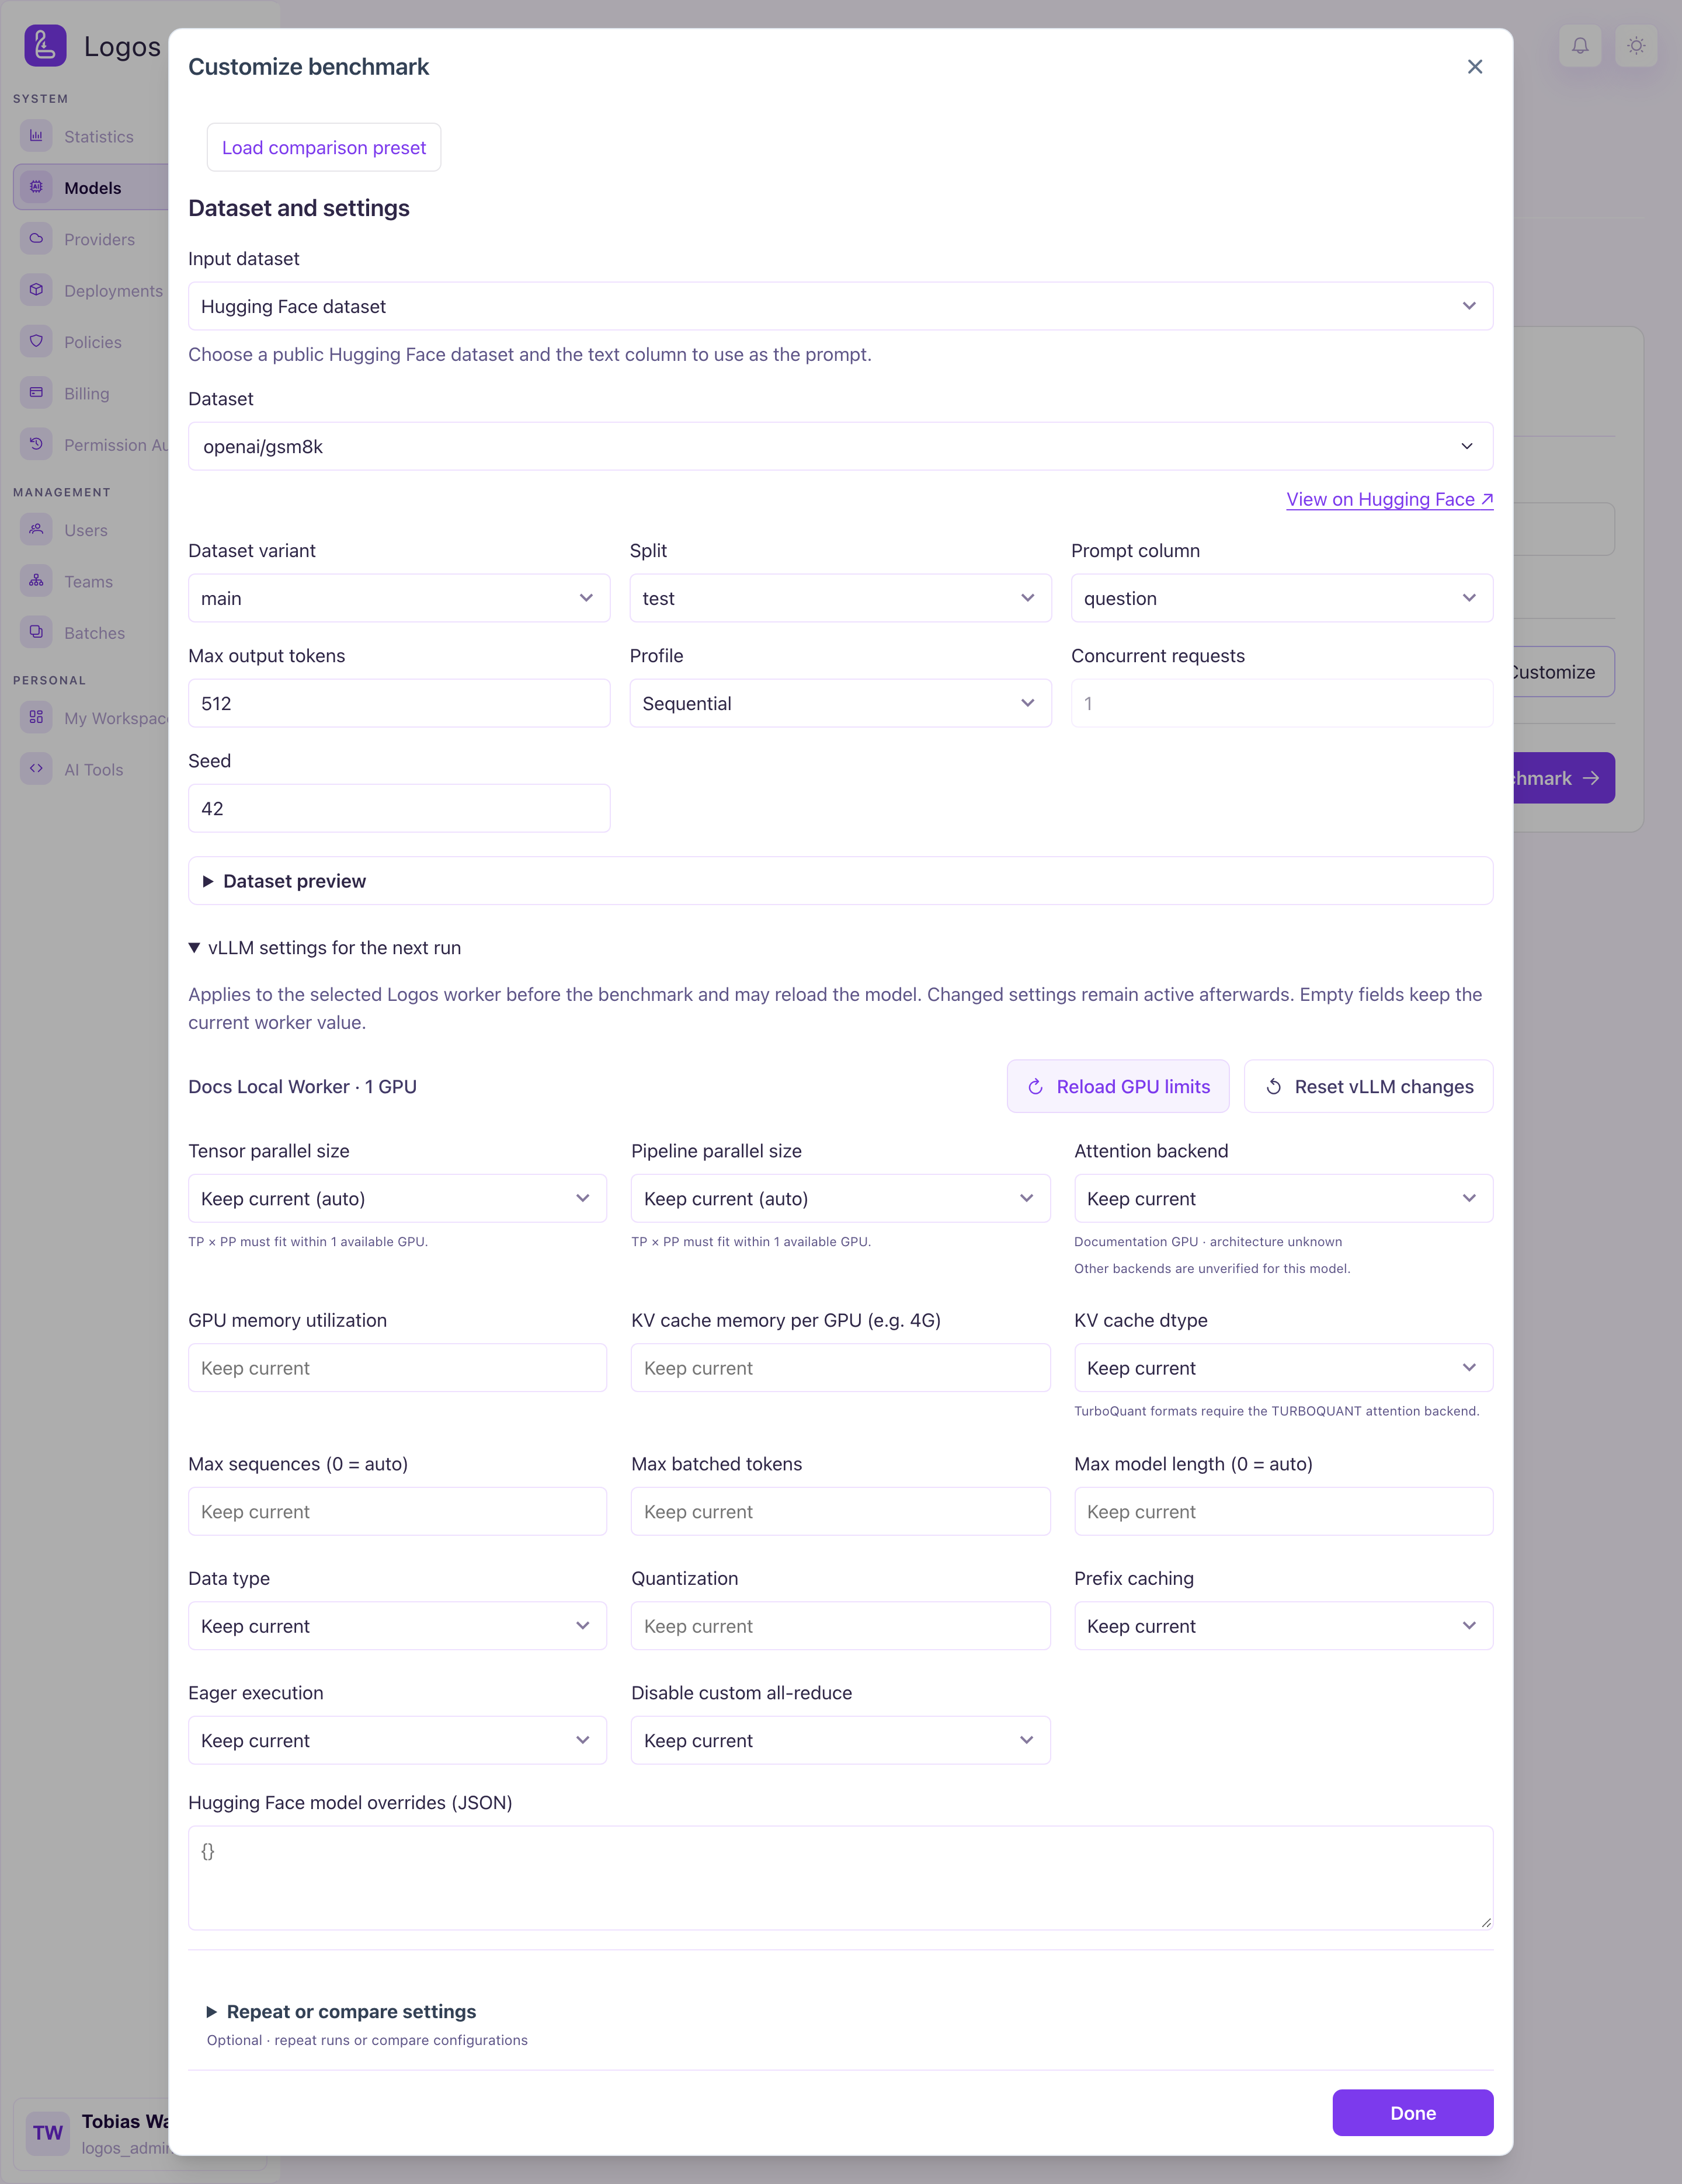 Logos
SYSTEM
Statistics
Models
Providers
Deployments
Policies
Billing
Permission
MANAGEMENT
Users
Teams
Batches
PERSONAL
My
AI Tools
TW
Tobias
Customize benchmark
Load comparison preset
Dataset and settings
Input dataset
Hugging Face dataset
Choose a public Hugging Face dataset and the text column to use as the prompt.
Dataset
openai/gsm8k
View on Hugging Face ↗
Dataset variant
Split
Prompt column
main
test
question
Max output tokens
Profile
Concurrent requests
512
Sequential
1
Seed
42
▶ Dataset preview
▼ vLLM settings for the next run
Applies to the selected Logos worker before the benchmark and may reload the model. Changed settings remain active afterwards. Empty fields keep the
current worker value.
Docs Local Worker · 1 GPU
Reload GPU limits
Reset vLLM changes
Tensor parallel size
Pipeline parallel size
Attention backend
Keep current (auto)
Keep current (auto)
Keep current
TP × PP must fit within 1 available GPU.
TP × PP must fit within 1 available GPU.
Documentation GPU · architecture unknown
Other backends are unverified for this model.
GPU memory utilization
KV cache memory per GPU (e.g. 4G)
KV cache dtype
Keep current
Keep current
Keep current
TurboQuant formats require the TURBOQUANT attention backend.
Max sequences (0 = auto)
Max batched tokens
Max model length (0 = auto)
Keep current
Keep current
Keep current
Data type
Quantization
Prefix caching
Keep current
Keep current
Keep current
Eager execution
Disable custom all-reduce
Keep current
Keep current
Hugging Face model overrides (JSON)
{}
▶ Repeat or compare settings
Optional · repeat runs or compare configurations
Done
Customize